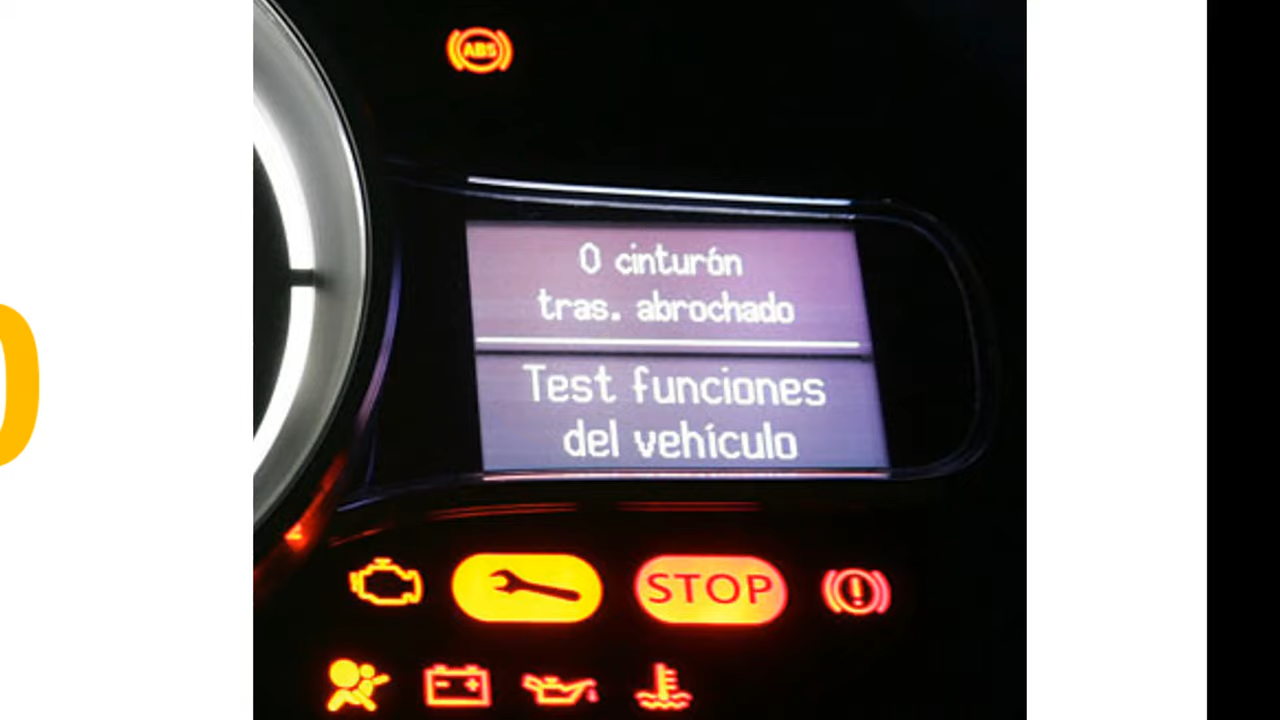 ABS
0 cinturón
tras. abrochado
Test funciones
del vehículo
STOP